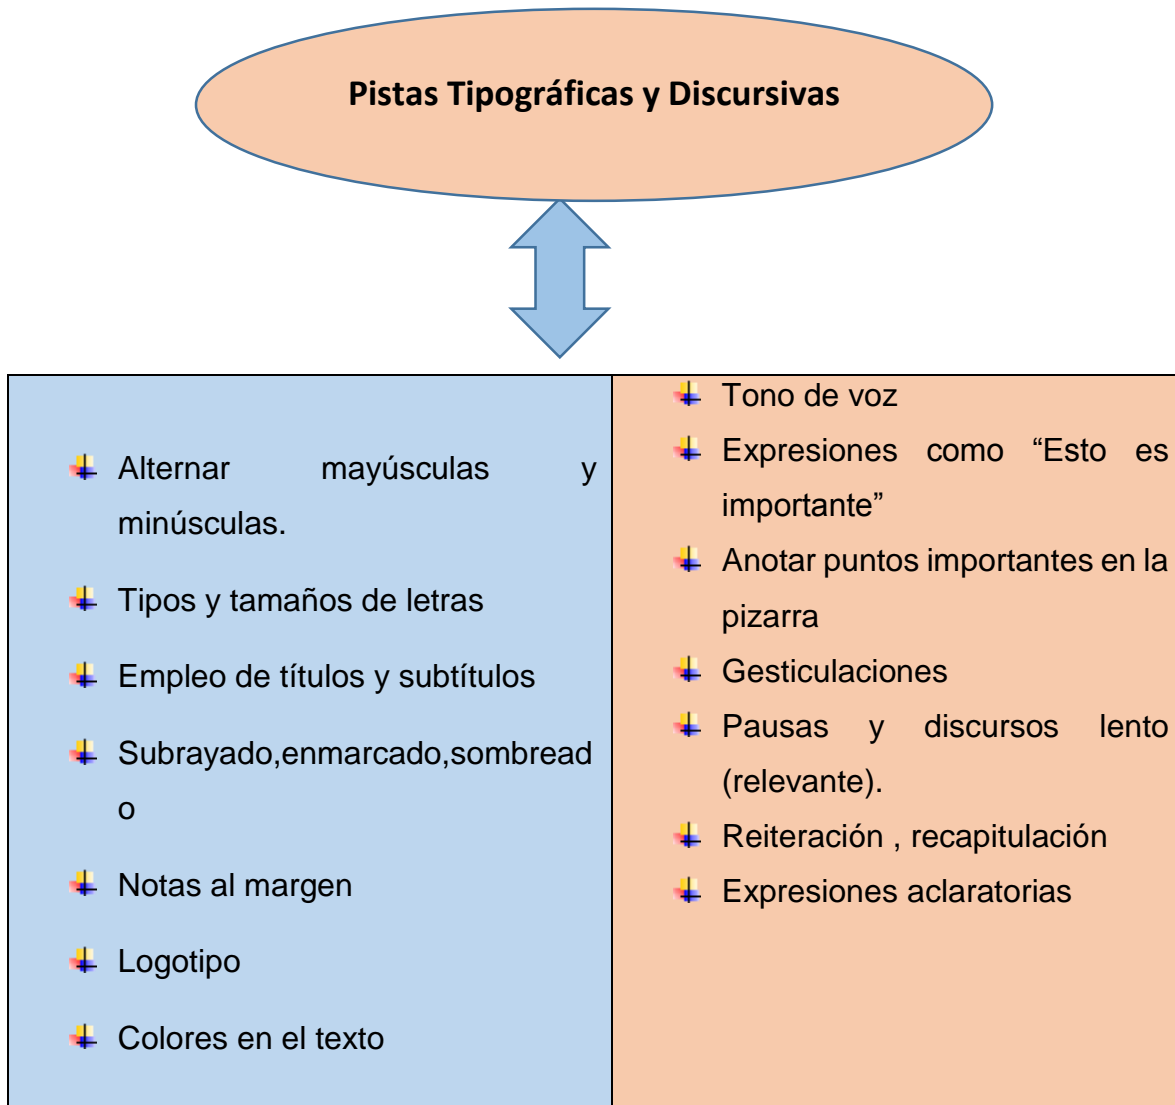 Pistas Tipográficas y Discursivas
Alternar mayúsculas y
minúsculas.
Tipos y tamaños de letras
Empleo de títulos y subtítulos
Subrayado,enmarcado,sombread
o
Notas al margen
Logotipo
Colores en el texto
Tono de voz
Expresiones como “Esto es
importante”
Anotar puntos importantes en la
pizarra
Gesticulaciones
Pausas y discursos lento
(relevante).
Reiteración , recapitulación
Expresiones aclaratorias